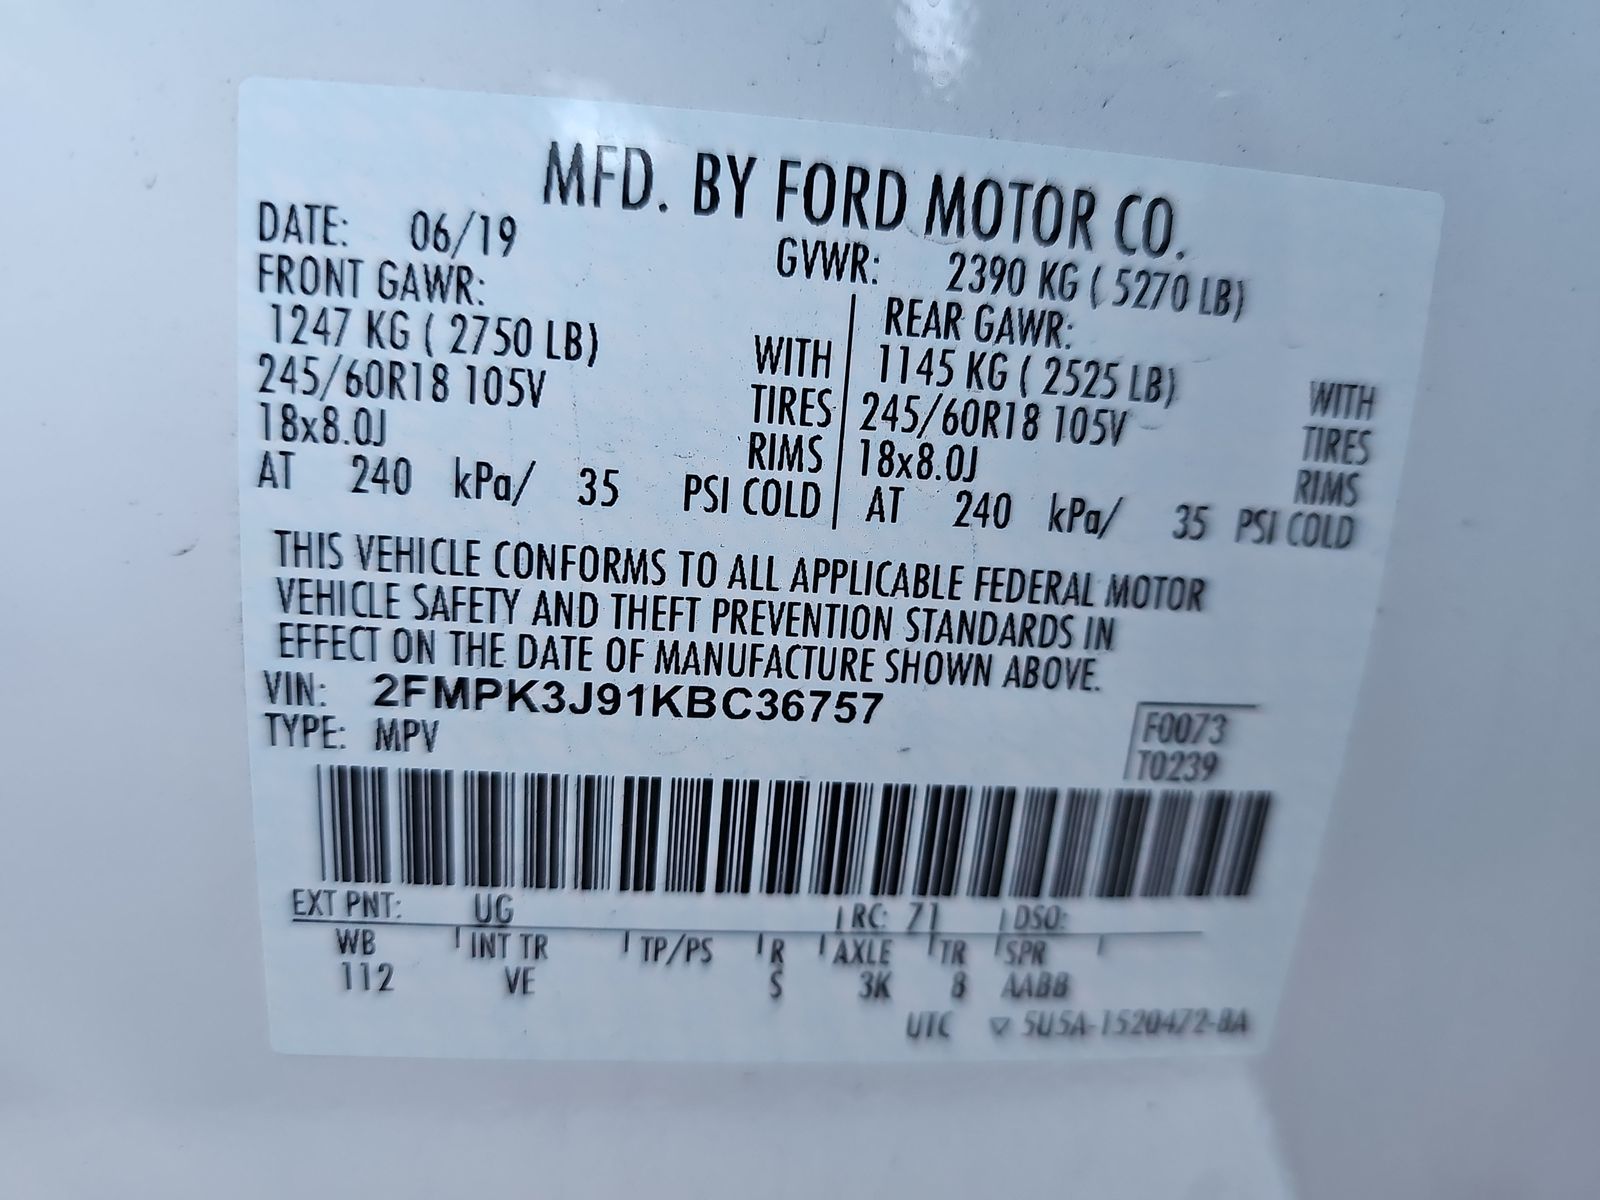 MFD. BY FORD MOTOR CO.
DATE: 06/19 GVWR: 2390 KG ( 5270 LB)
FRONT GAWR: REAR GAWR:
1247 KG ( 2750 LB) WITH 1145 KG ( 2525 LB) WITH
245/60R18 105V TIRES 245/60R18 105V TIRES
18x8.0J RIMS 18x8.0J RIMS
AT 240 kPa/ 35 PSI COLD AT 240 kPa/ 35 PSI COLD
THIS VEHICLE CONFORMS TO ALL APPLICABLE FEDERAL MOTOR
VEHICLE SAFETY AND THEFT PREVENTION STANDARDS IN
EFFECT ON THE DATE OF MANUFACTURE SHOWN ABOVE.
VIN: 2FMPK3J91KBC36757
TYPE: MPV
F0073
T0239
EXT PNT: UG RC: 71 DSO:
WB INT TR TP/PS R AXLE TR SPR
112 VE S 3K 8 AABB
UTC 5U5A-1520472-BA